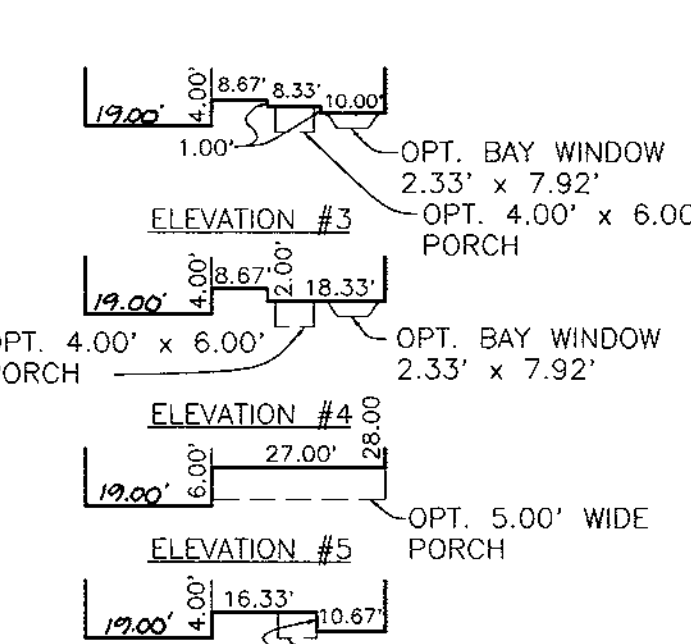 8.67' 8.33' 10.00'
19.00' 4.00'
1.00'
OPT. BAY WINDOW
2.33' x 7.92'
OPT. 4.00' x 6.00
PORCH
ELEVATION #3
19.00' 4.00' 8.67' 2.00' 18.33'
OPT. 4.00' x 6.00'
PORCH
OPT. BAY WINDOW
2.33' x 7.92'
ELEVATION #4
19.00' 6.00' 27.00' 28.00
OPT. 5.00' WIDE
PORCH
ELEVATION #5
19.00' 4.00' 16.33' 10.67'